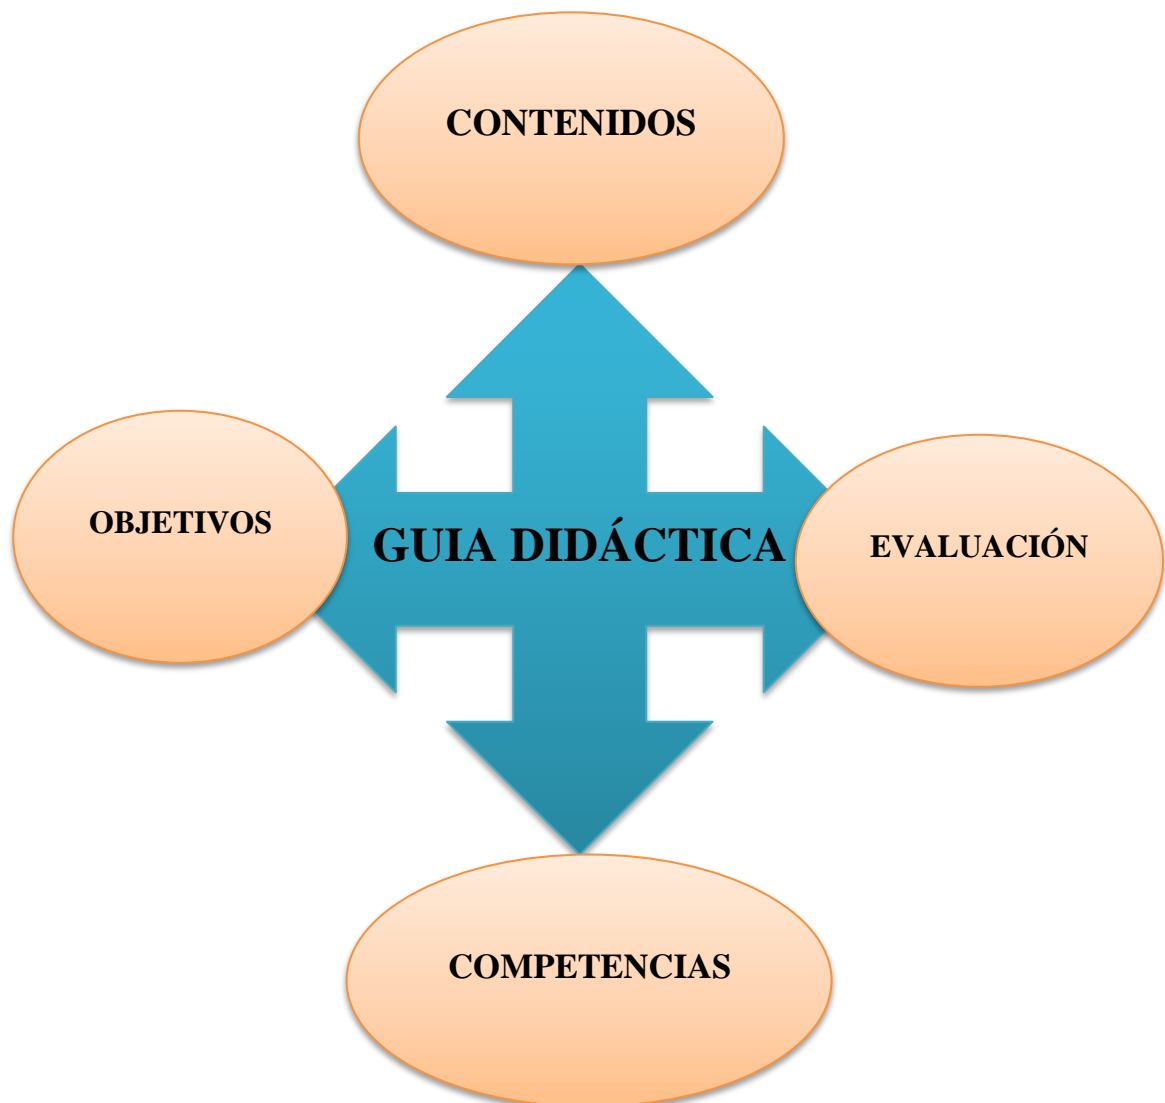 CONTENIDOS
OBJETIVOS
GUIA DIDÁCTICA
EVALUACIÓN
COMPETENCIAS